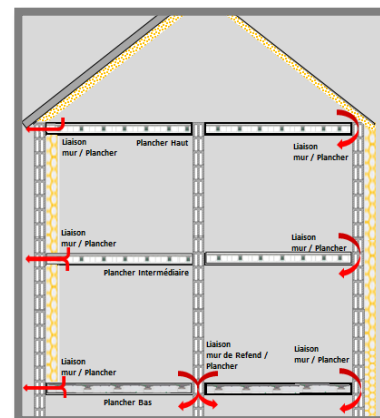 Liaison
mur / Plancher
Plancher Haut
Liaison
mur / Plancher
Liaison
mur / Plancher
Plancher Intermédiaire
Liaison
mur / Plancher
Liaison
mur / Plancher
Plancher Bas
Liaison
mur de Refend /
Plancher
Liaison
mur / Plancher